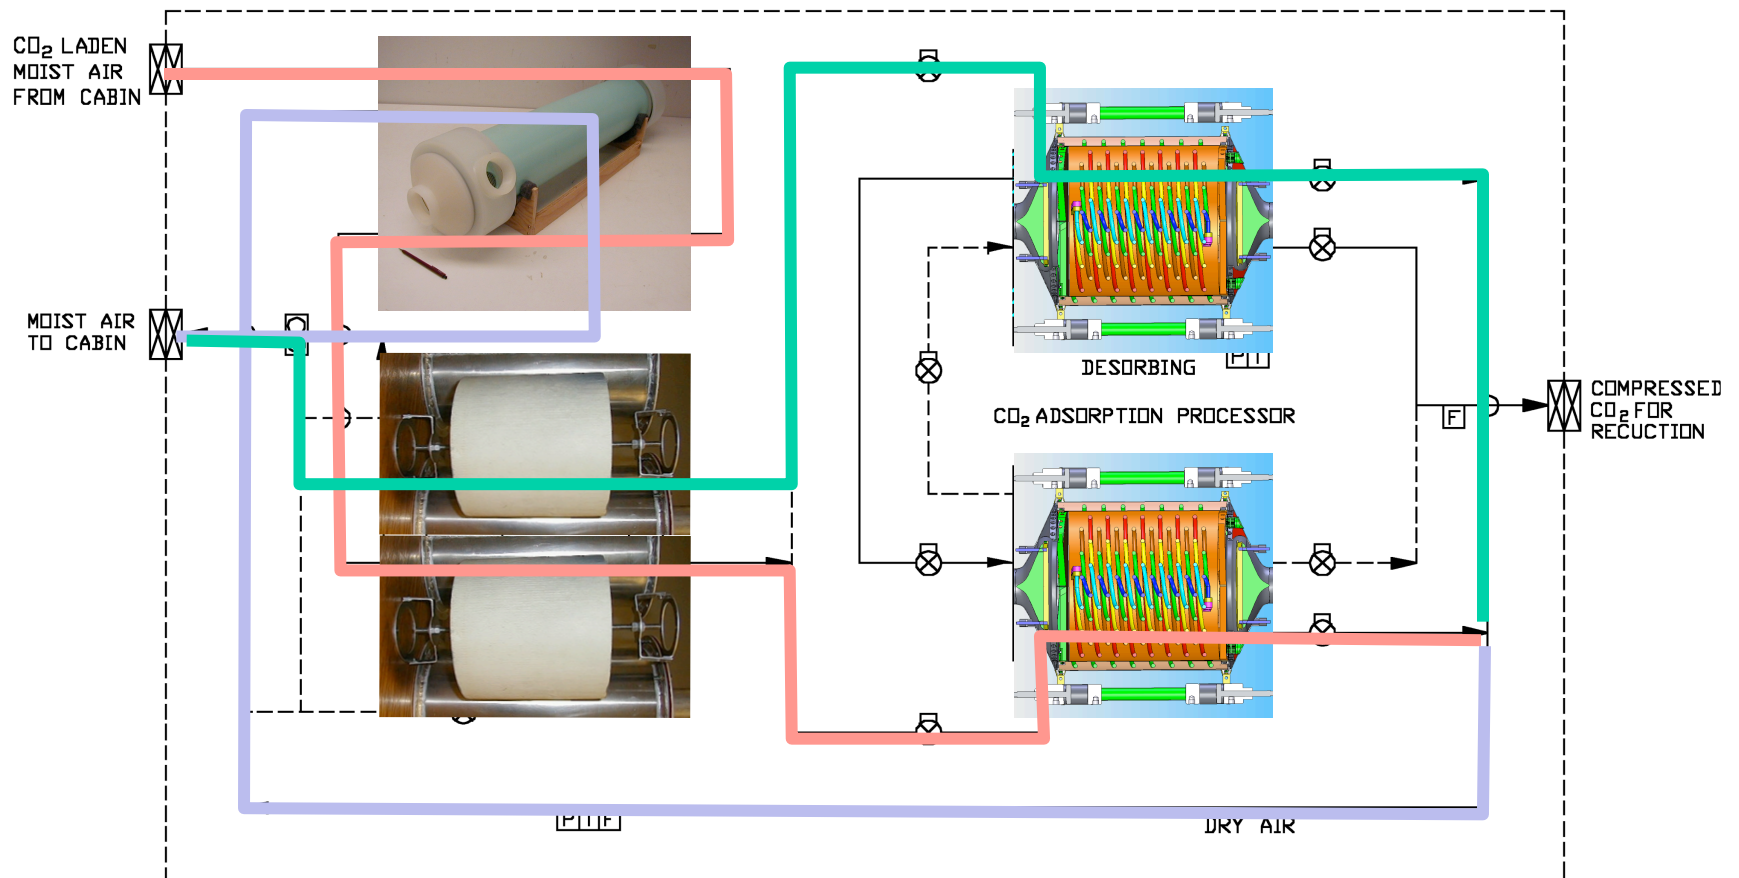 CO2 LADEN
MOIST AIR
FROM CABIN
MOIST AIR
TO CABIN
DESORBING
P T
CO2 ADSORPTION PROCESSOR
F
COMPRESSED
CO2 FOR
RECUCTION
P T F
DRY AIR